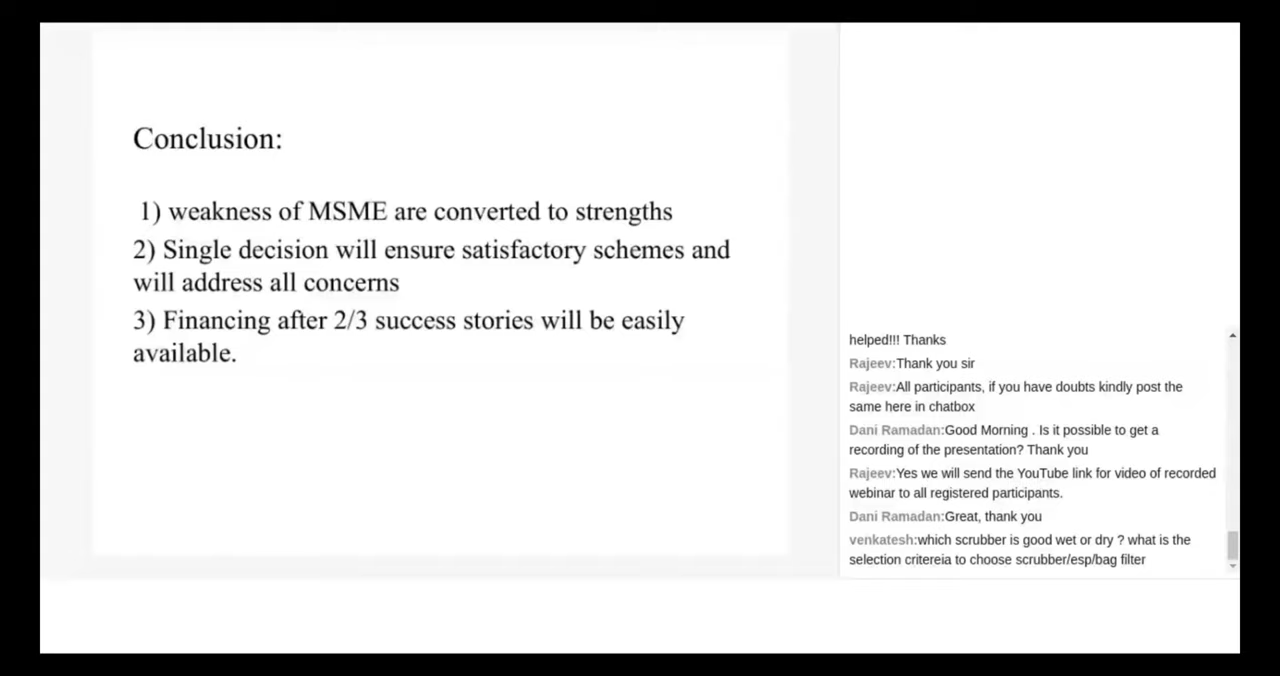 Conclusion:
1) weakness of MSME are converted to strengths
2) Single decision will ensure satisfactory schemes and
will address all concerns
3) Financing after 2/3 success stories will be easily
available.
helped!!! Thanks
Rajeev:Thank you sir
Rajeev:All participants, if you have doubts kindly post the
same here in chatbox
Dani Ramadan:Good Morning . Is it possible to get a
recording of the presentation? Thank you
Rajeev:Yes we will send the YouTube link for video of recorded
webinar to all registered participants.
Dani Ramadan:Great, thank you
venkatesh:which scrubber is good wet or dry ? what is the
selection critereia to choose scrubber/esp/bag filter